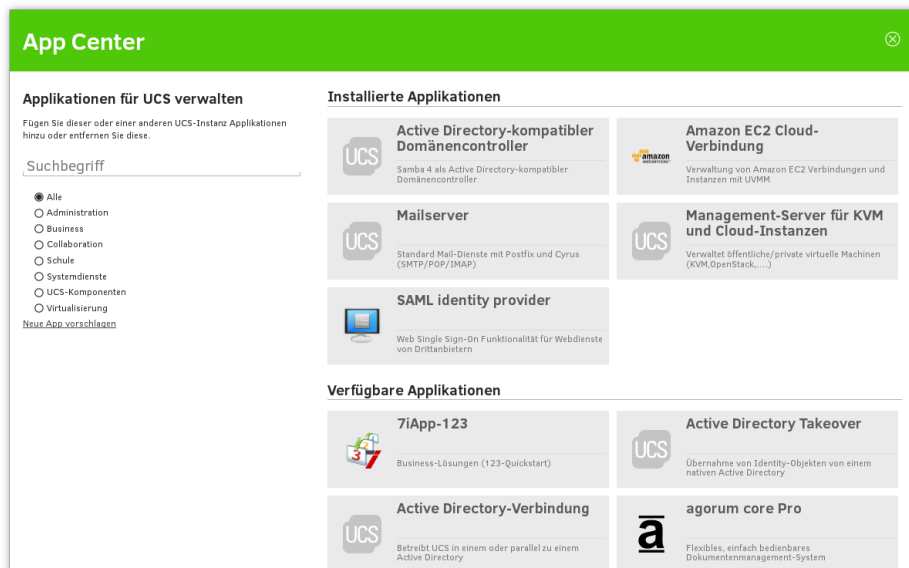 App Center
Applikationen für UCS verwalten
Fügen Sie dieser oder einer anderen UCS-Instanz Applikationen
hinzu oder entfernen Sie diese.
Suchbegriff
Alle
Administration
Business
Collaboration
Schule
Systemdienste
UCS-Komponenten
Virtualisierung
Neue App vorschlagen
Installierte Applikationen
UCS
Active Directory-kompatibler
Domänencontroller
Samba 4 als Active Directory-kompatibler
Domänencontroller
amazon
Amazon EC2 Cloud-
Verbindung
Verwaltung von Amazon EC2 Verbindungen und
Instanzen mit UVMM
UCS
Mailserver
Standard Mail-Dienste mit Postfix und Cyrus
(SMTP/POP/IMAP)
UCS
Management-Server für KVM
und Cloud-Instanzen
Verwaltet öffentliche/private virtuelle Machinen
(KVM,OpenStack,....)
SAML identity provider
Web Single Sign-On Funktionalität für Webdienste
von Drittanbietern
Verfügbare Applikationen
7iApp-123
Business-Lösungen (123-Quickstart)
UCS
Active Directory Takeover
Übernahme von Identity-Objekten von einem
nativen Active Directory
UCS
Active Directory-Verbindung
Betreibt UCS in einem oder parallel zu einem
Active Directory
a
agorum core Pro
Flexibles, einfach bedienbares
Dokumentenmanagement-System